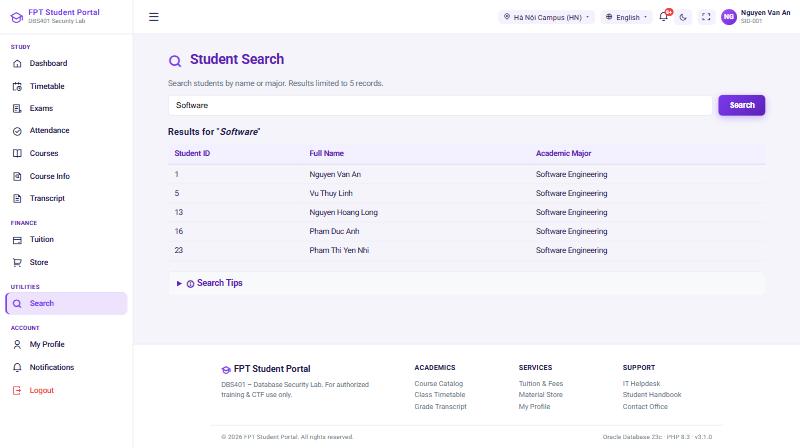 FPT Student Portal
DBS401 Security Lab
Hà Nội Campus (HN)
English
9+
NG
Nguyen Van An
SID-001
STUDY
Dashboard
Timetable
Exams
Attendance
Courses
Course Info
Transcript
FINANCE
Tuition
Store
UTILITIES
Search
ACCOUNT
My Profile
Notifications
Logout
Student Search
Search students by name or major. Results limited to 5 records.
Software
Search
Results for "Software"
Student ID Full Name Academic Major
1 Nguyen Van An Software Engineering
5 Vu Thuy Linh Software Engineering
13 Nguyen Hoang Long Software Engineering
16 Pham Duc Anh Software Engineering
23 Pham Thi Yen Nhi Software Engineering
Search Tips
FPT Student Portal
DBS401 – Database Security Lab. For authorized
training & CTF use only.
ACADEMICS
Course Catalog
Class Timetable
Grade Transcript
SERVICES
Tuition & Fees
Material Store
My Profile
SUPPORT
IT Helpdesk
Student Handbook
Contact Office
© 2026 FPT Student Portal. All rights reserved.
Oracle Database 23c · PHP 8.3 · v3.1.0